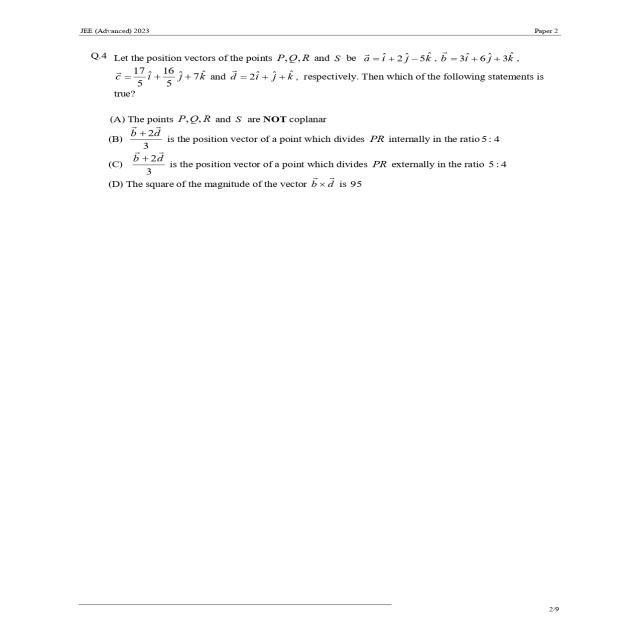 JEE (Advanced) 2023 Paper 2
Q.4 Let the position vectors of the points P, Q, R and S be $\vec{a} = \hat{i} + 2\hat{j} - 5\hat{k}$, $\vec{b} = 3\hat{i} + 6\hat{j} + 3\hat{k}$,
$\vec{c} = \frac{17}{5}\hat{i} + \frac{16}{5}\hat{j} + 7\hat{k}$ and $\vec{d} = 2\hat{i} + \hat{j} + \hat{k}$, respectively. Then which of the following statements is
true?
(A) The points P, Q, R and S are NOT coplanar
(B) $\frac{\vec{b} + 2\vec{d}}{3}$ is the position vector of a point which divides PR internally in the ratio 5 : 4
(C) $\frac{\vec{b} + 2\vec{d}}{3}$ is the position vector of a point which divides PR externally in the ratio 5 : 4
(D) The square of the magnitude of the vector $\vec{b} \times \vec{d}$ is 95
2/9